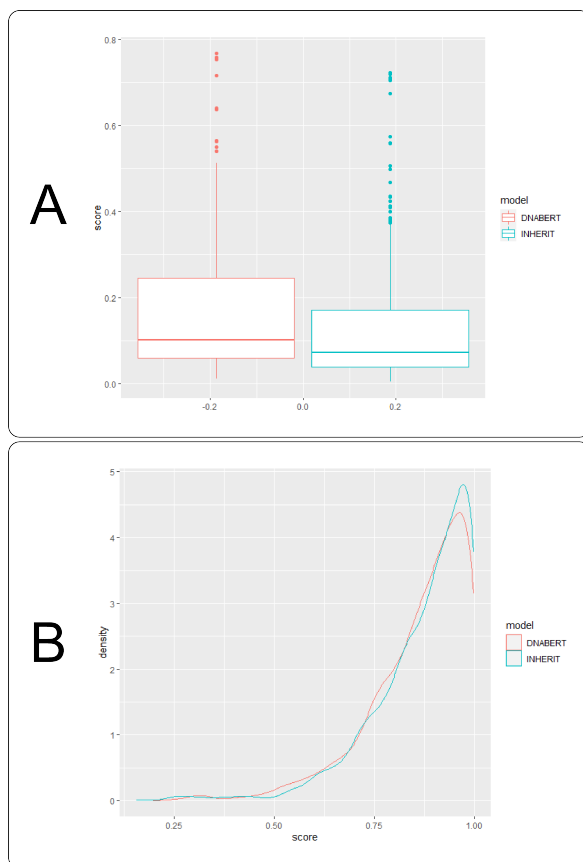 A
0.8
0.6
0.4
0.2
0.0
score
-0.2 0.0 0.2
model
DNABERT
INHERIT
B
5
4
3
2
1
0
density
0.25 0.50 0.75 1.00
score
model
DNABERT
INHERIT